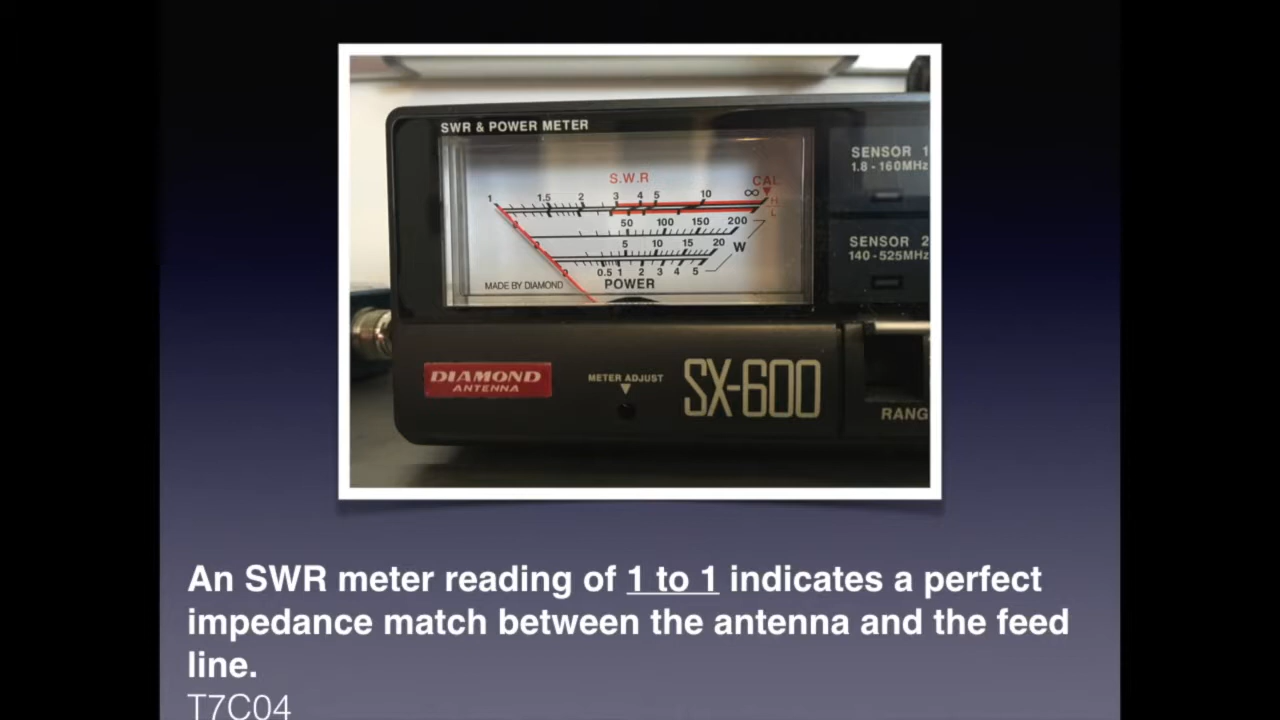 SWR & POWER METER
SENSOR 1
1.8 - 160MHz
S.W.R
CAL
1 1.5 2 3 4 5 10 ∞
H
L
50 100 150 200
5 10 15 20
W
0 0.5 1 2 3 4 5
SENSOR 2
140 - 525MHz
MADE BY DIAMOND
POWER
DIAMOND
ANTENNA
METER ADJUST
SX-600
RANG
An SWR meter reading of 1 to 1 indicates a perfect
impedance match between the antenna and the feed
line.
T7C04